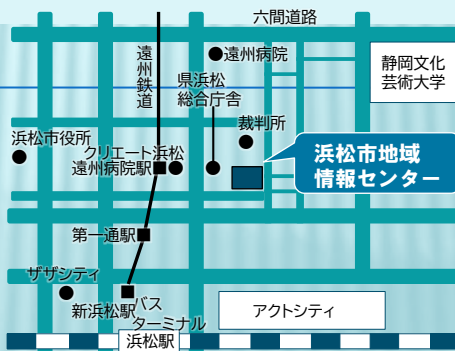 六間道路
遠州鉄道
遠州病院
静岡文化
芸術大学
県浜松
総合庁舎
裁判所
浜松市役所
クリエート浜松
遠州病院駅
浜松市地域
情報センター
第一通駅
ザザシティ
新浜松駅
バス
ターミナル
アクトシティ
浜松駅